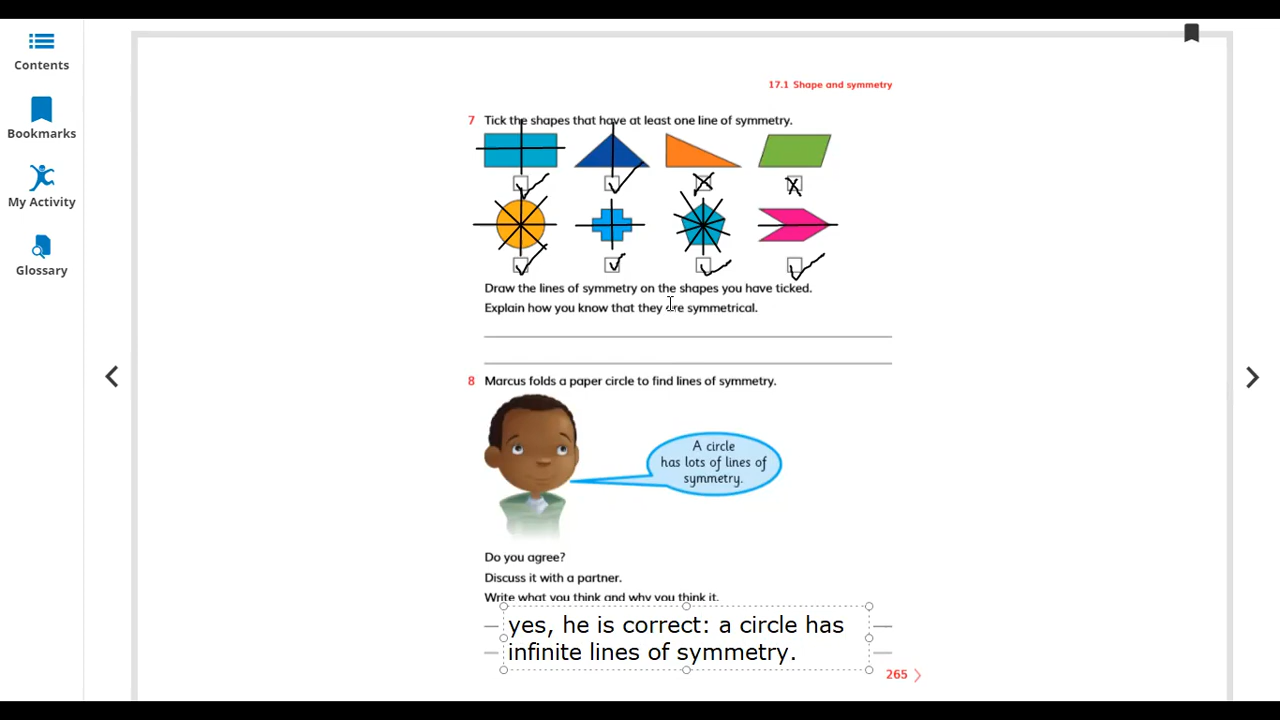 Contents
Bookmarks
My Activity
Glossary
17.1 Shape and symmetry
7 Tick the shapes that have at least one line of symmetry.
Draw the lines of symmetry on the shapes you have ticked.
Explain how you know that they are symmetrical.
8 Marcus folds a paper circle to find lines of symmetry.
A circle
has lots of lines of
symmetry.
Do you agree?
Discuss it with a partner.
Write what you think and why you think it.
yes, he is correct: a circle has
infinite lines of symmetry.
265